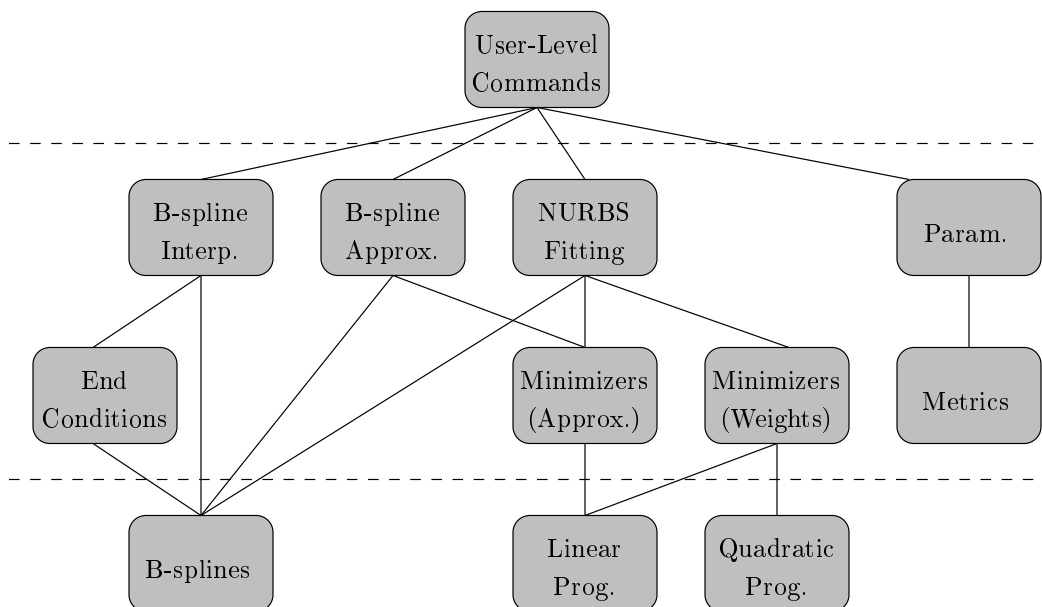 User-Level
Commands
B-spline
Interp.
B-spline
Approx.
NURBS
Fitting
Param.
End
Conditions
Minimizers
(Approx.)
Minimizers
(Weights)
Metrics
B-splines
Linear
Prog.
Quadratic
Prog.